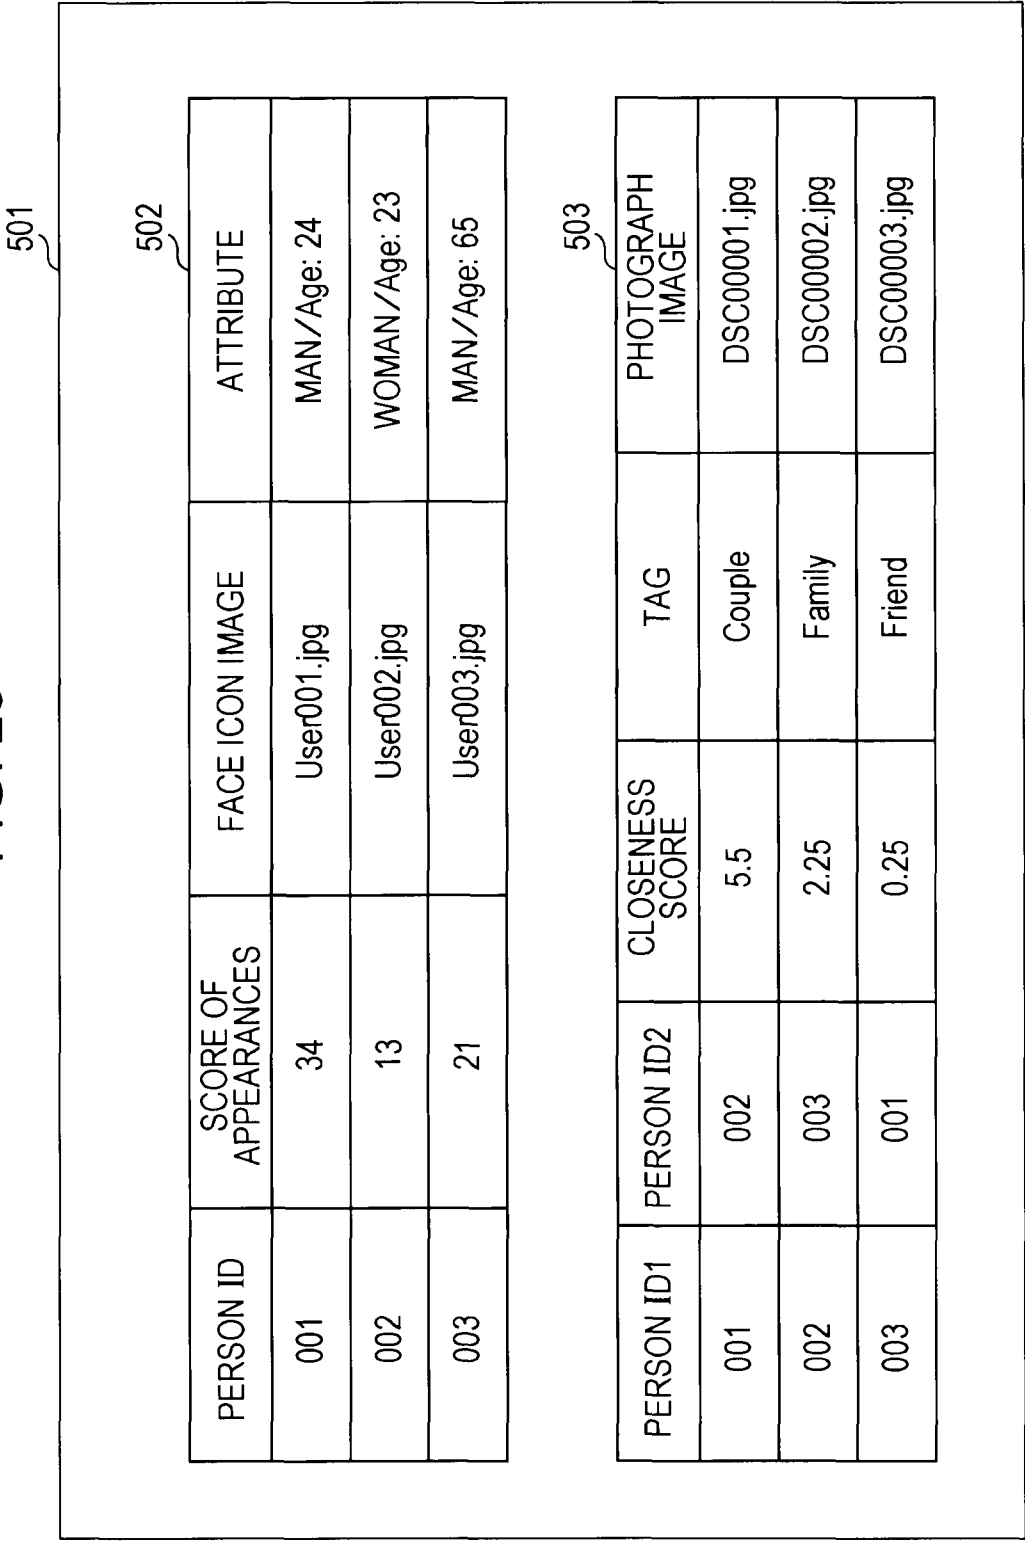 501
502
PERSON ID SCORE OF APPEARANCES FACE ICON IMAGE ATTRIBUTE
001 34 User001.jpg MAN/Age: 24
002 13 User002.jpg WOMAN/Age: 23
003 21 User003.jpg MAN/Age: 65
503
PERSON ID1 PERSON ID2 CLOSENESS SCORE TAG PHOTOGRAPH IMAGE
001 002 5.5 Couple DSC00001.jpg
002 003 2.25 Family DSC00002.jpg
003 001 0.25 Friend DSC00003.jpg